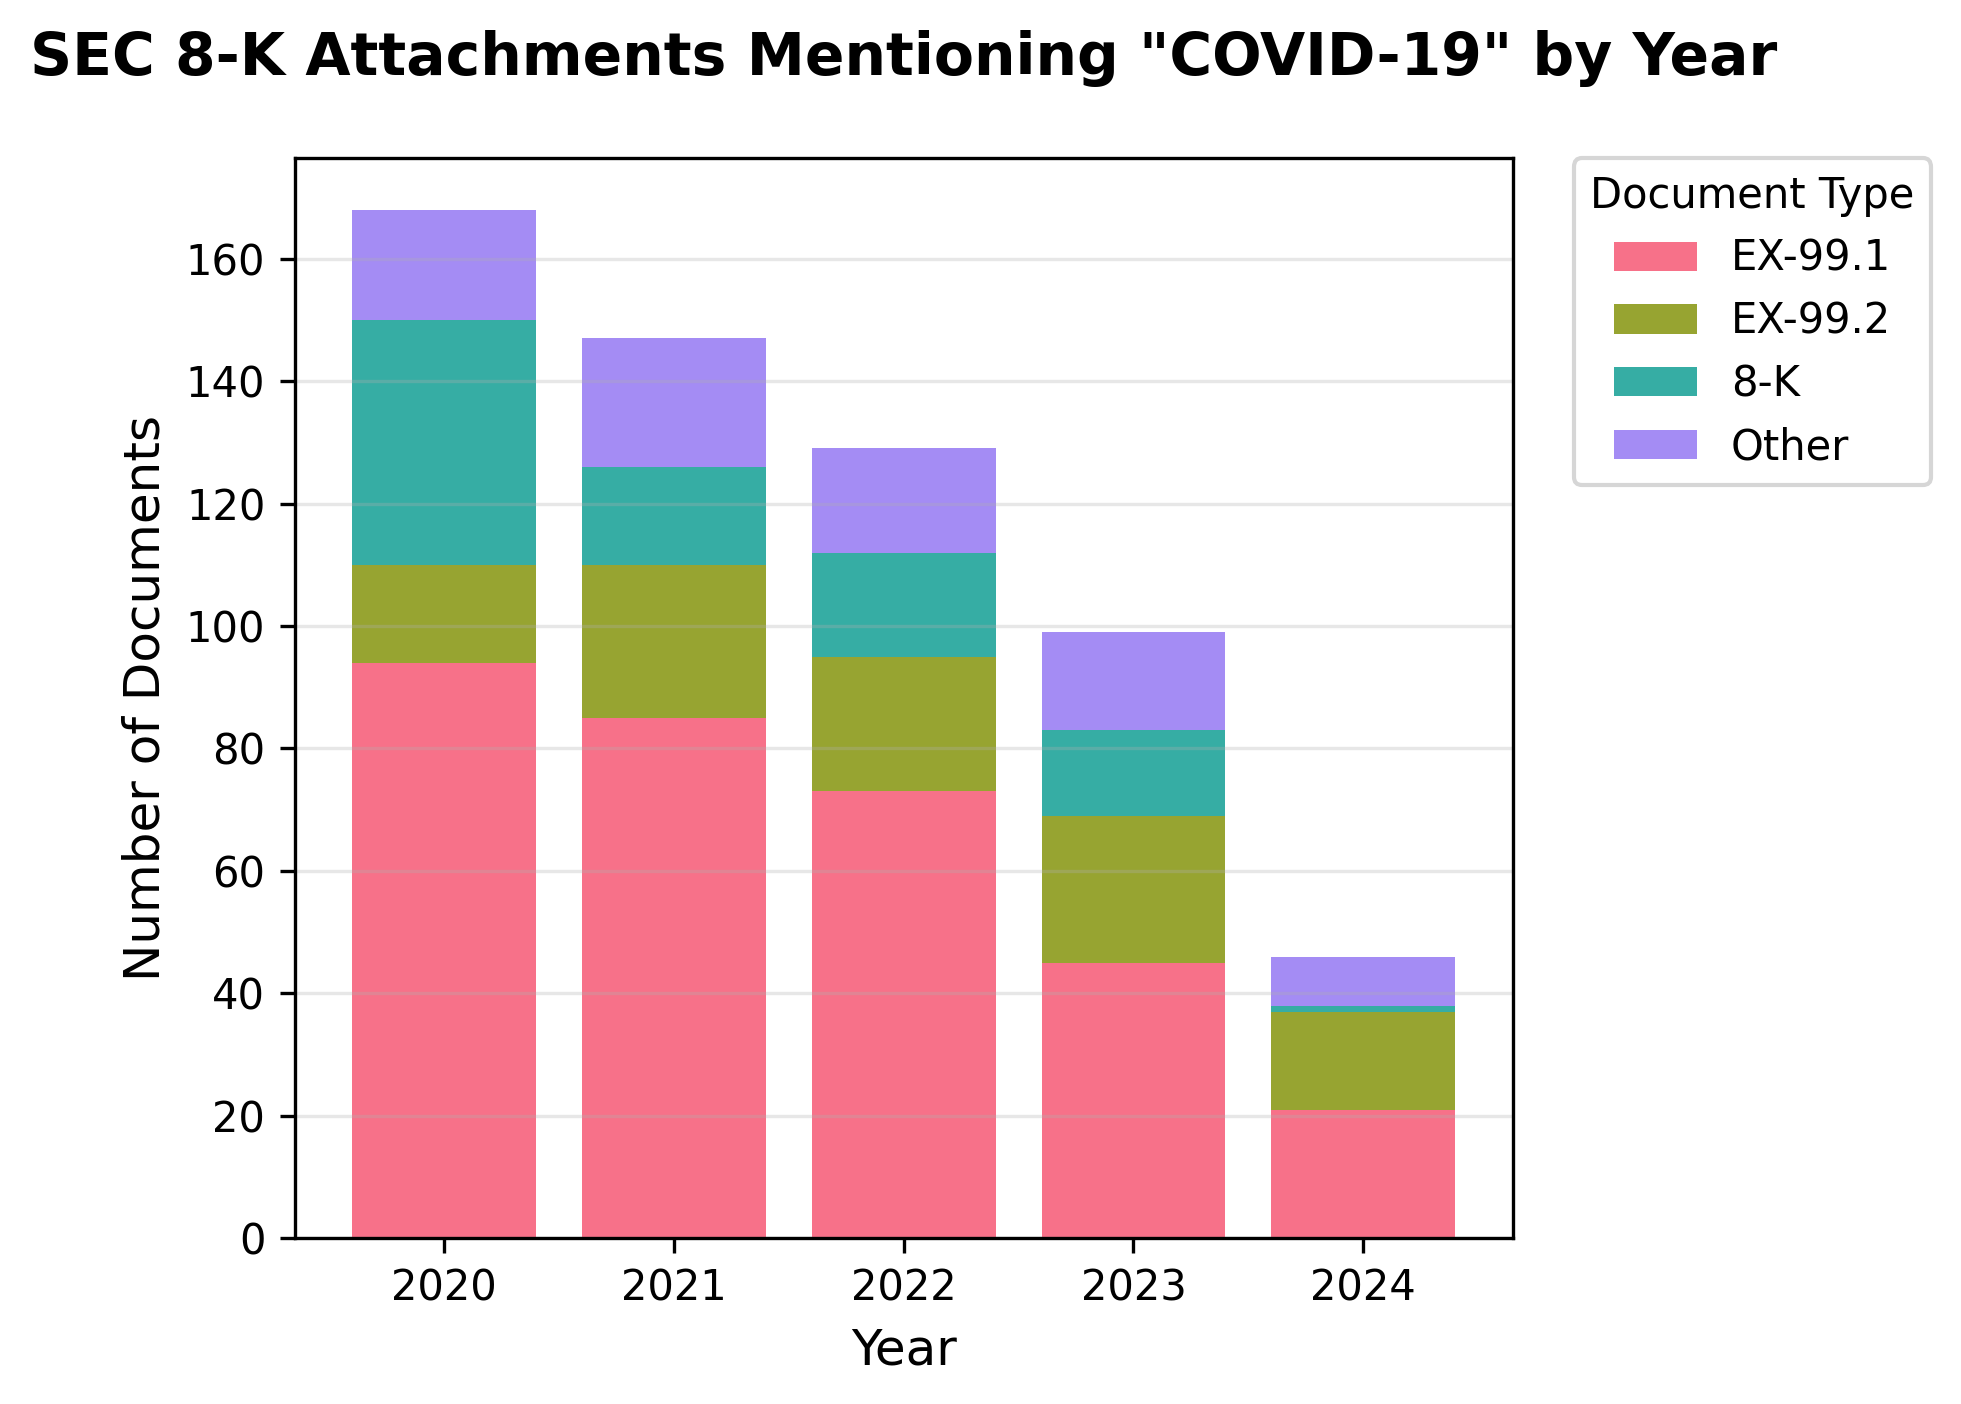 SEC 8-K Attachments Mentioning "COVID-19" by Year
Number of Documents
160
140
120
100
80
60
40
20
0
2020 2021 2022 2023 2024
Year
Document Type
EX-99.1
EX-99.2
8-K
Other